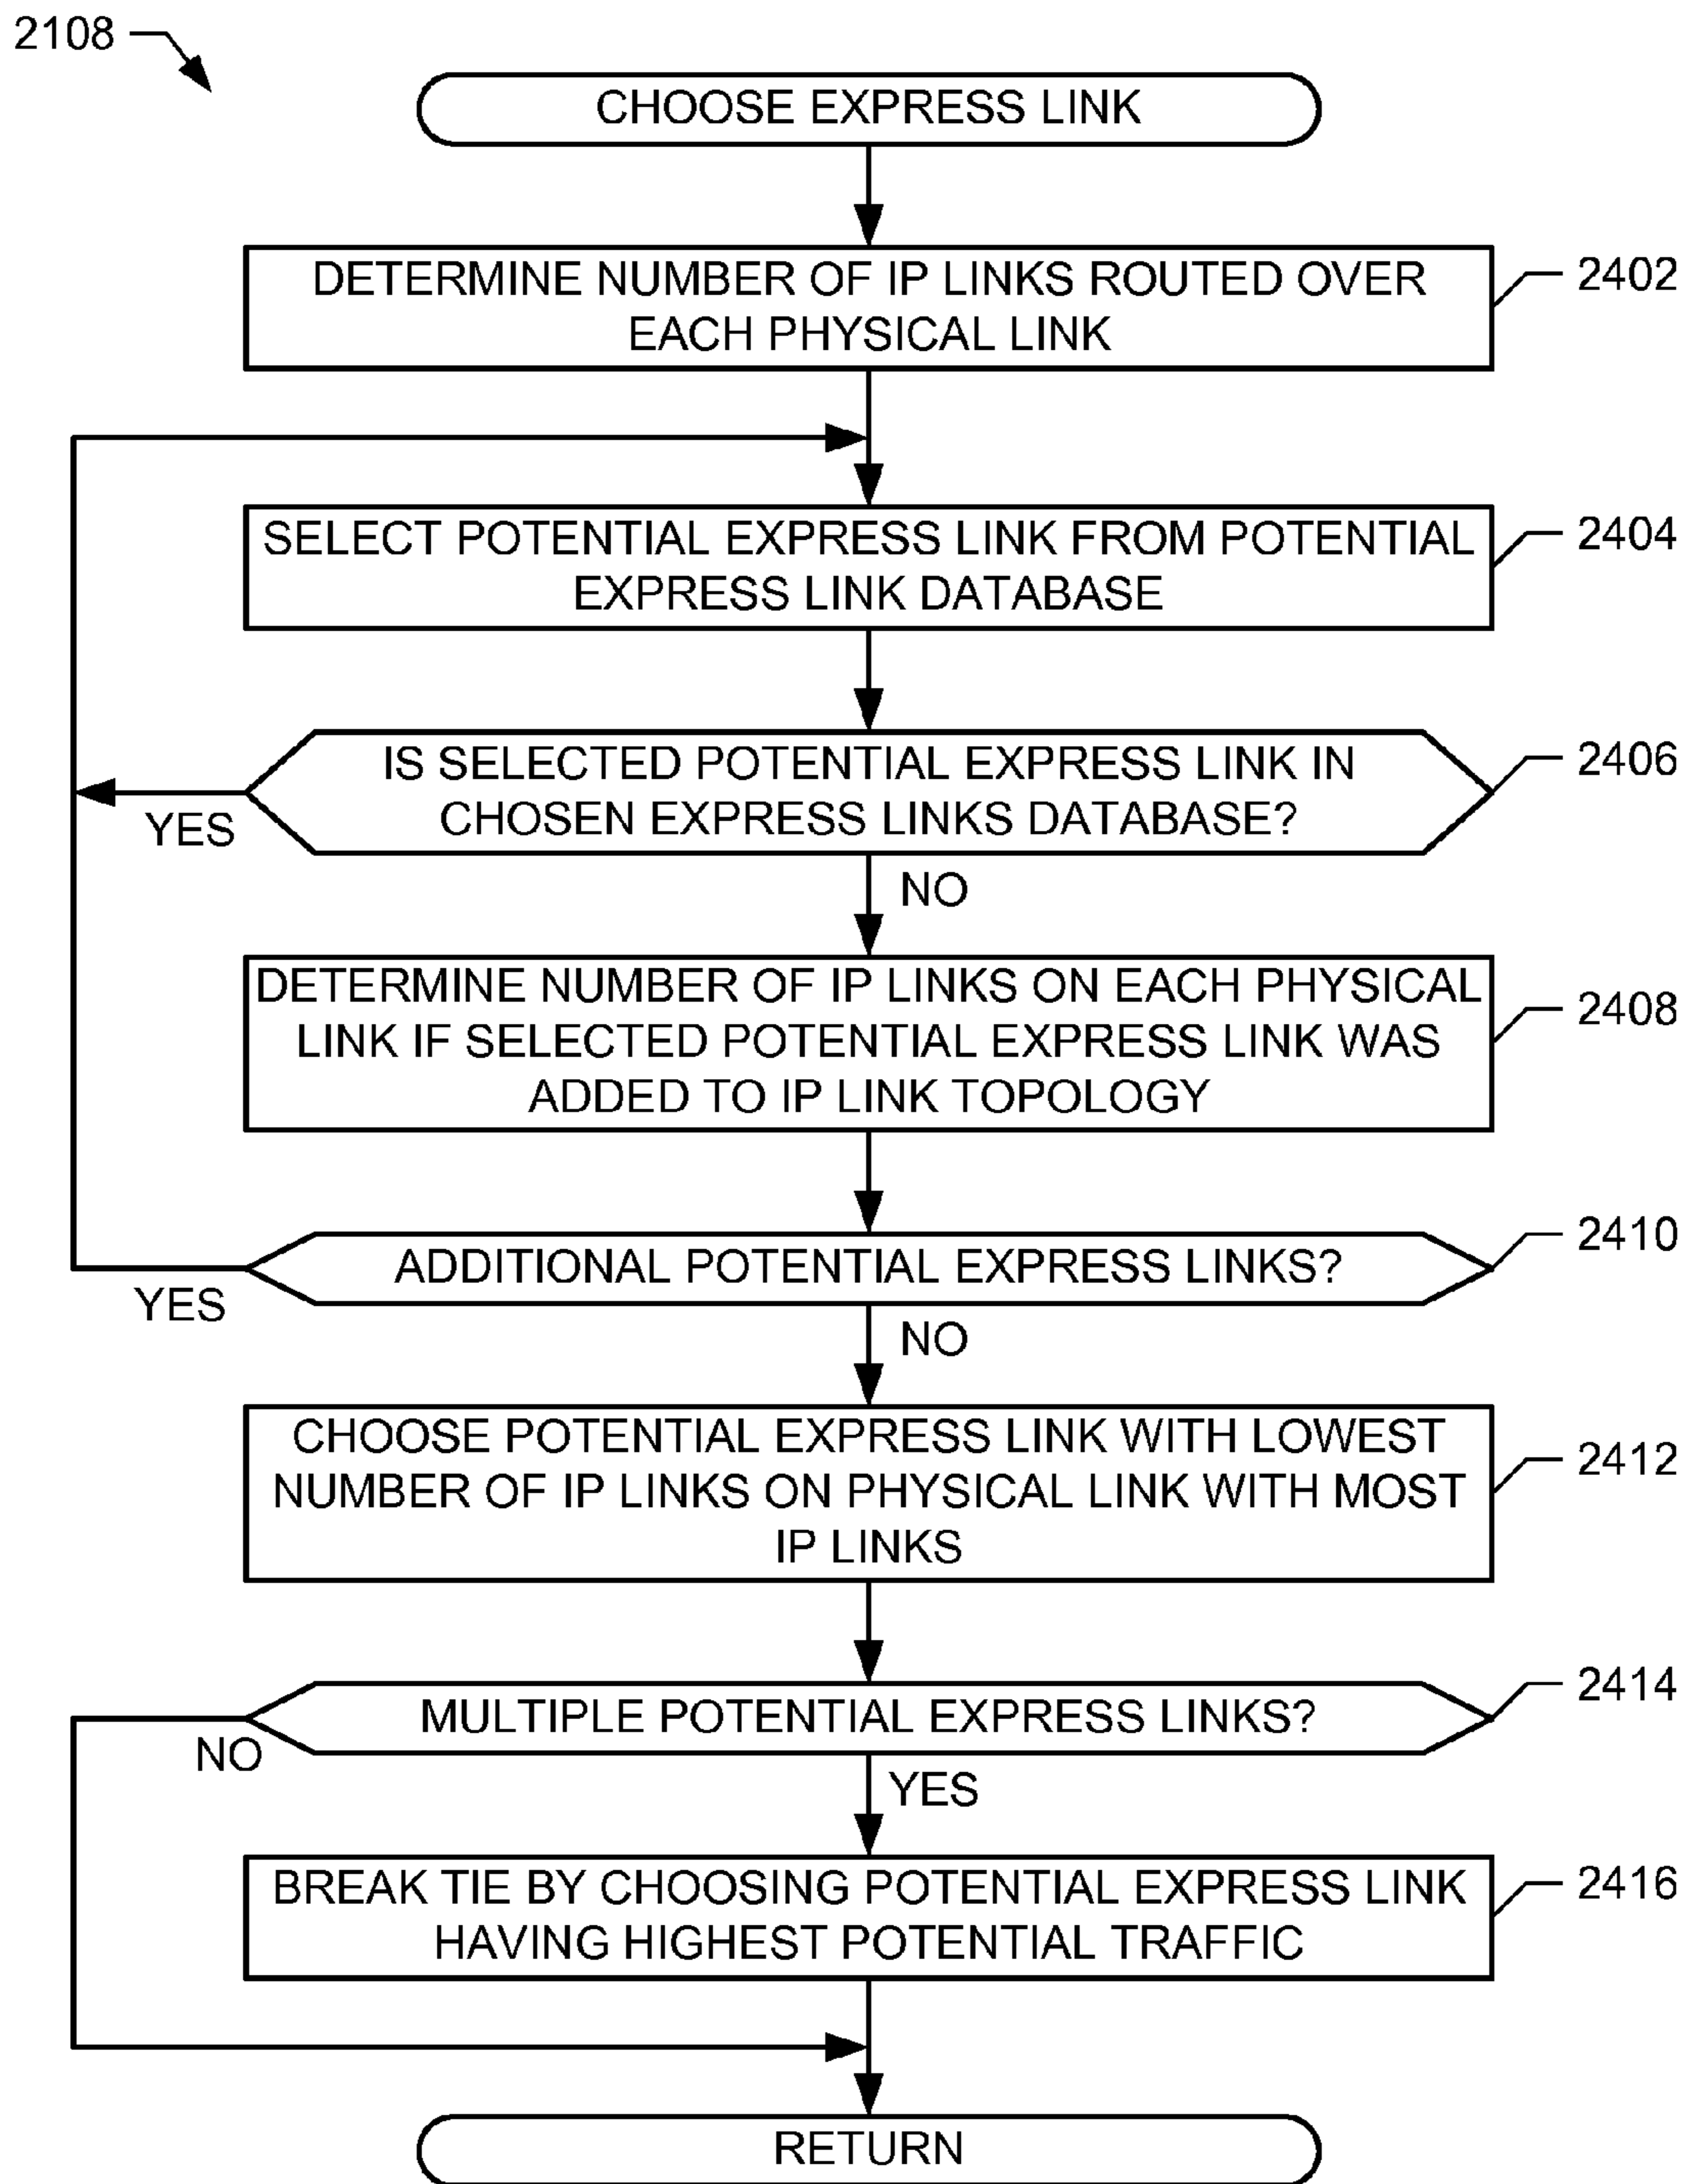 2108
CHOOSE EXPRESS LINK
DETERMINE NUMBER OF IP LINKS ROUTED OVER
EACH PHYSICAL LINK
2402
SELECT POTENTIAL EXPRESS LINK FROM POTENTIAL
EXPRESS LINK DATABASE
2404
IS SELECTED POTENTIAL EXPRESS LINK IN
CHOSEN EXPRESS LINKS DATABASE?
2406
YES
NO
DETERMINE NUMBER OF IP LINKS ON EACH PHYSICAL
LINK IF SELECTED POTENTIAL EXPRESS LINK WAS
ADDED TO IP LINK TOPOLOGY
2408
ADDITIONAL POTENTIAL EXPRESS LINKS?
2410
YES
NO
CHOOSE POTENTIAL EXPRESS LINK WITH LOWEST
NUMBER OF IP LINKS ON PHYSICAL LINK WITH MOST
IP LINKS
2412
MULTIPLE POTENTIAL EXPRESS LINKS?
2414
NO
YES
BREAK TIE BY CHOOSING POTENTIAL EXPRESS LINK
HAVING HIGHEST POTENTIAL TRAFFIC
2416
RETURN